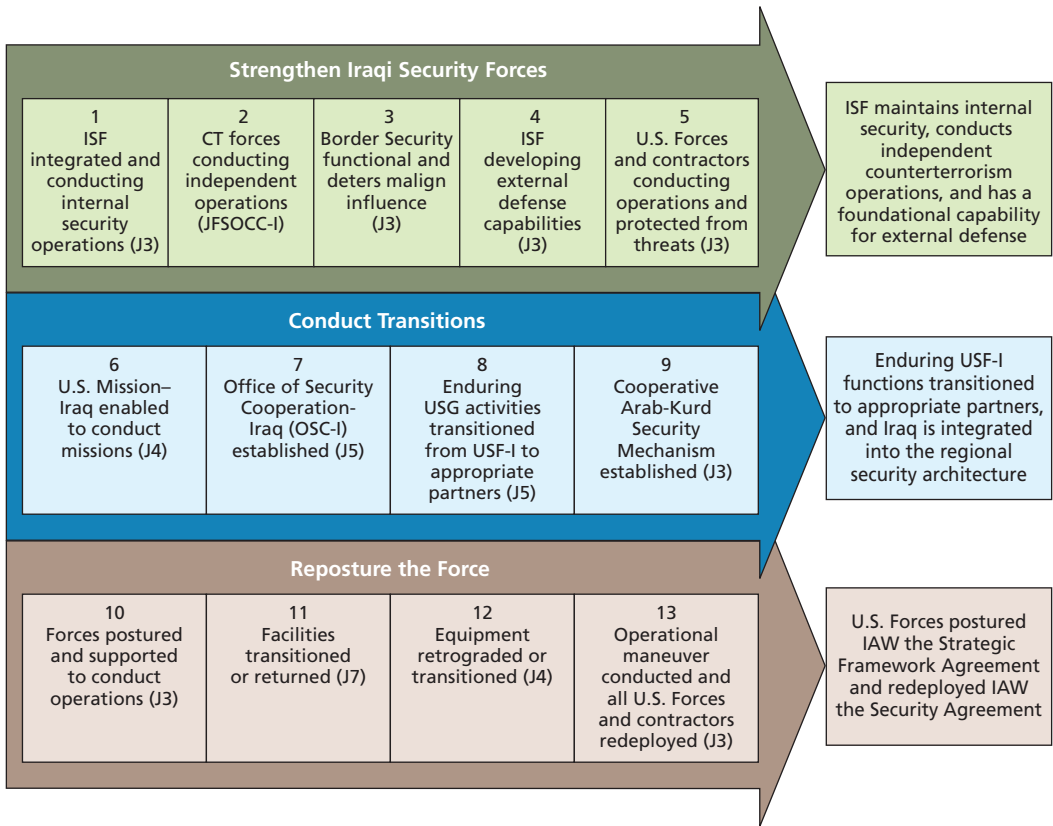 Strengthen Iraqi Security Forces
1
ISF
integrated and
conducting
internal
security
operations (J3)
2
CT forces
conducting
independent
operations
(JFSOCC-I)
3
Border Security
functional and
deters malign
influence
(J3)
4
ISF
developing
external
defense
capabilities
(J3)
5
U.S. Forces
and contractors
conducting
operations and
protected from
threats (J3)
ISF maintains internal
security, conducts
independent
counterterrorism
operations, and has a
foundational capability
for external defense
Conduct Transitions
6
U.S. Mission–
Iraq enabled
to conduct
missions (J4)
7
Office of Security
Cooperation-
Iraq (OSC-I)
established (J5)
8
Enduring
USG activities
transitioned
from USF-I to
appropriate
partners (J5)
9
Cooperative
Arab-Kurd
Security
Mechanism
established (J3)
Enduring USF-I
functions transitioned
to appropriate partners,
and Iraq is integrated
into the regional
security architecture
Reposture the Force
10
Forces postured
and supported
to conduct
operations (J3)
11
Facilities
transitioned
or returned (J7)
12
Equipment
retrograded or
transitioned (J4)
13
Operational
maneuver
conducted and
all U.S. Forces
and contractors
redeployed (J3)
U.S. Forces postured
IAW the Strategic
Framework Agreement
and redeployed IAW
the Security Agreement